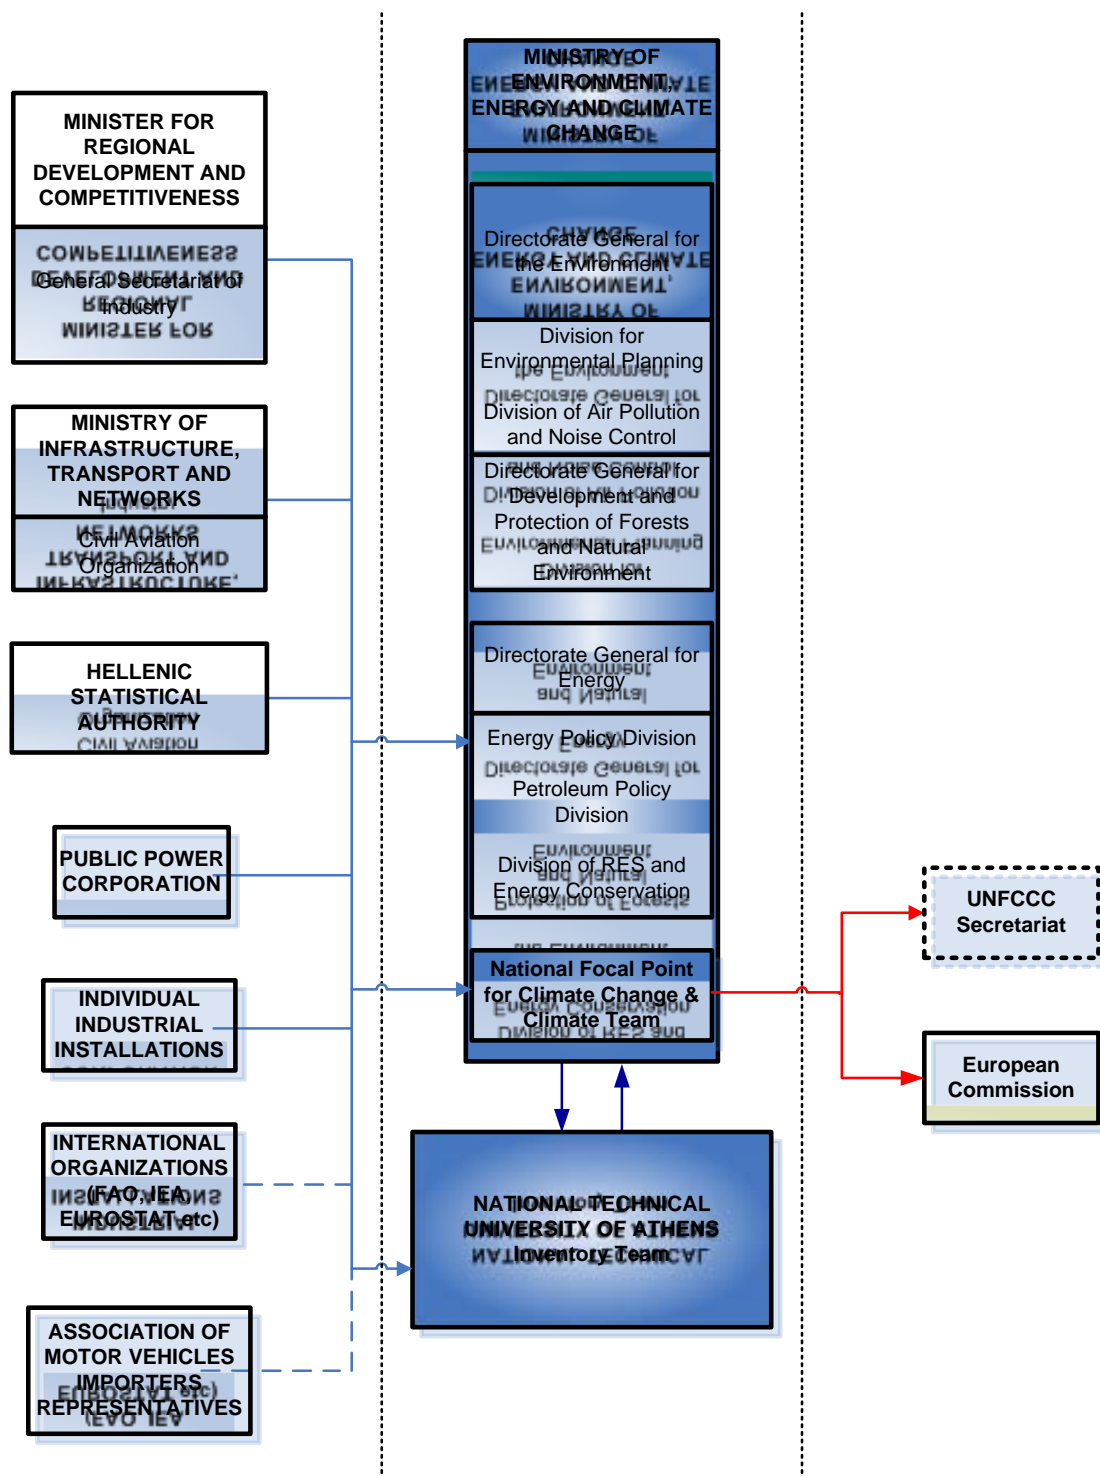 MINISTER FOR
REGIONAL
DEVELOPMENT AND
COMPETITIVENESS
General Secretariat of
Industry
MINISTRY OF
INFRASTRUCTURE,
TRANSPORT AND
NETWORKS
Civil Aviation
Organization
HELLENIC
STATISTICAL
AUTHORITY
PUBLIC POWER
CORPORATION
INDIVIDUAL
INDUSTRIAL
INSTALLATIONS
INTERNATIONAL
ORGANIZATIONS
(FAO, IEA,
EUROSTAT etc)
ASSOCIATION OF
MOTOR VEHICLES
IMPORTERS
REPRESENTATIVES
MINISTRY OF
ENVIRONMENT,
ENERGY AND CLIMATE
CHANGE
Directorate General for
the Environment
Division for
Environmental Planning
Division of Air Pollution
and Noise Control
Directorate General for
Development and
Protection of Forests
and Natural
Environment
Directorate General for
Energy
Energy Policy Division
Petroleum Policy
Division
Division of RES and
Energy Conservation
National Focal Point
for Climate Change &
Climate Team
NATIONAL TECHNICAL
UNIVERSITY OF ATHENS
Inventory Team
UNFCCC
Secretariat
European
Commission